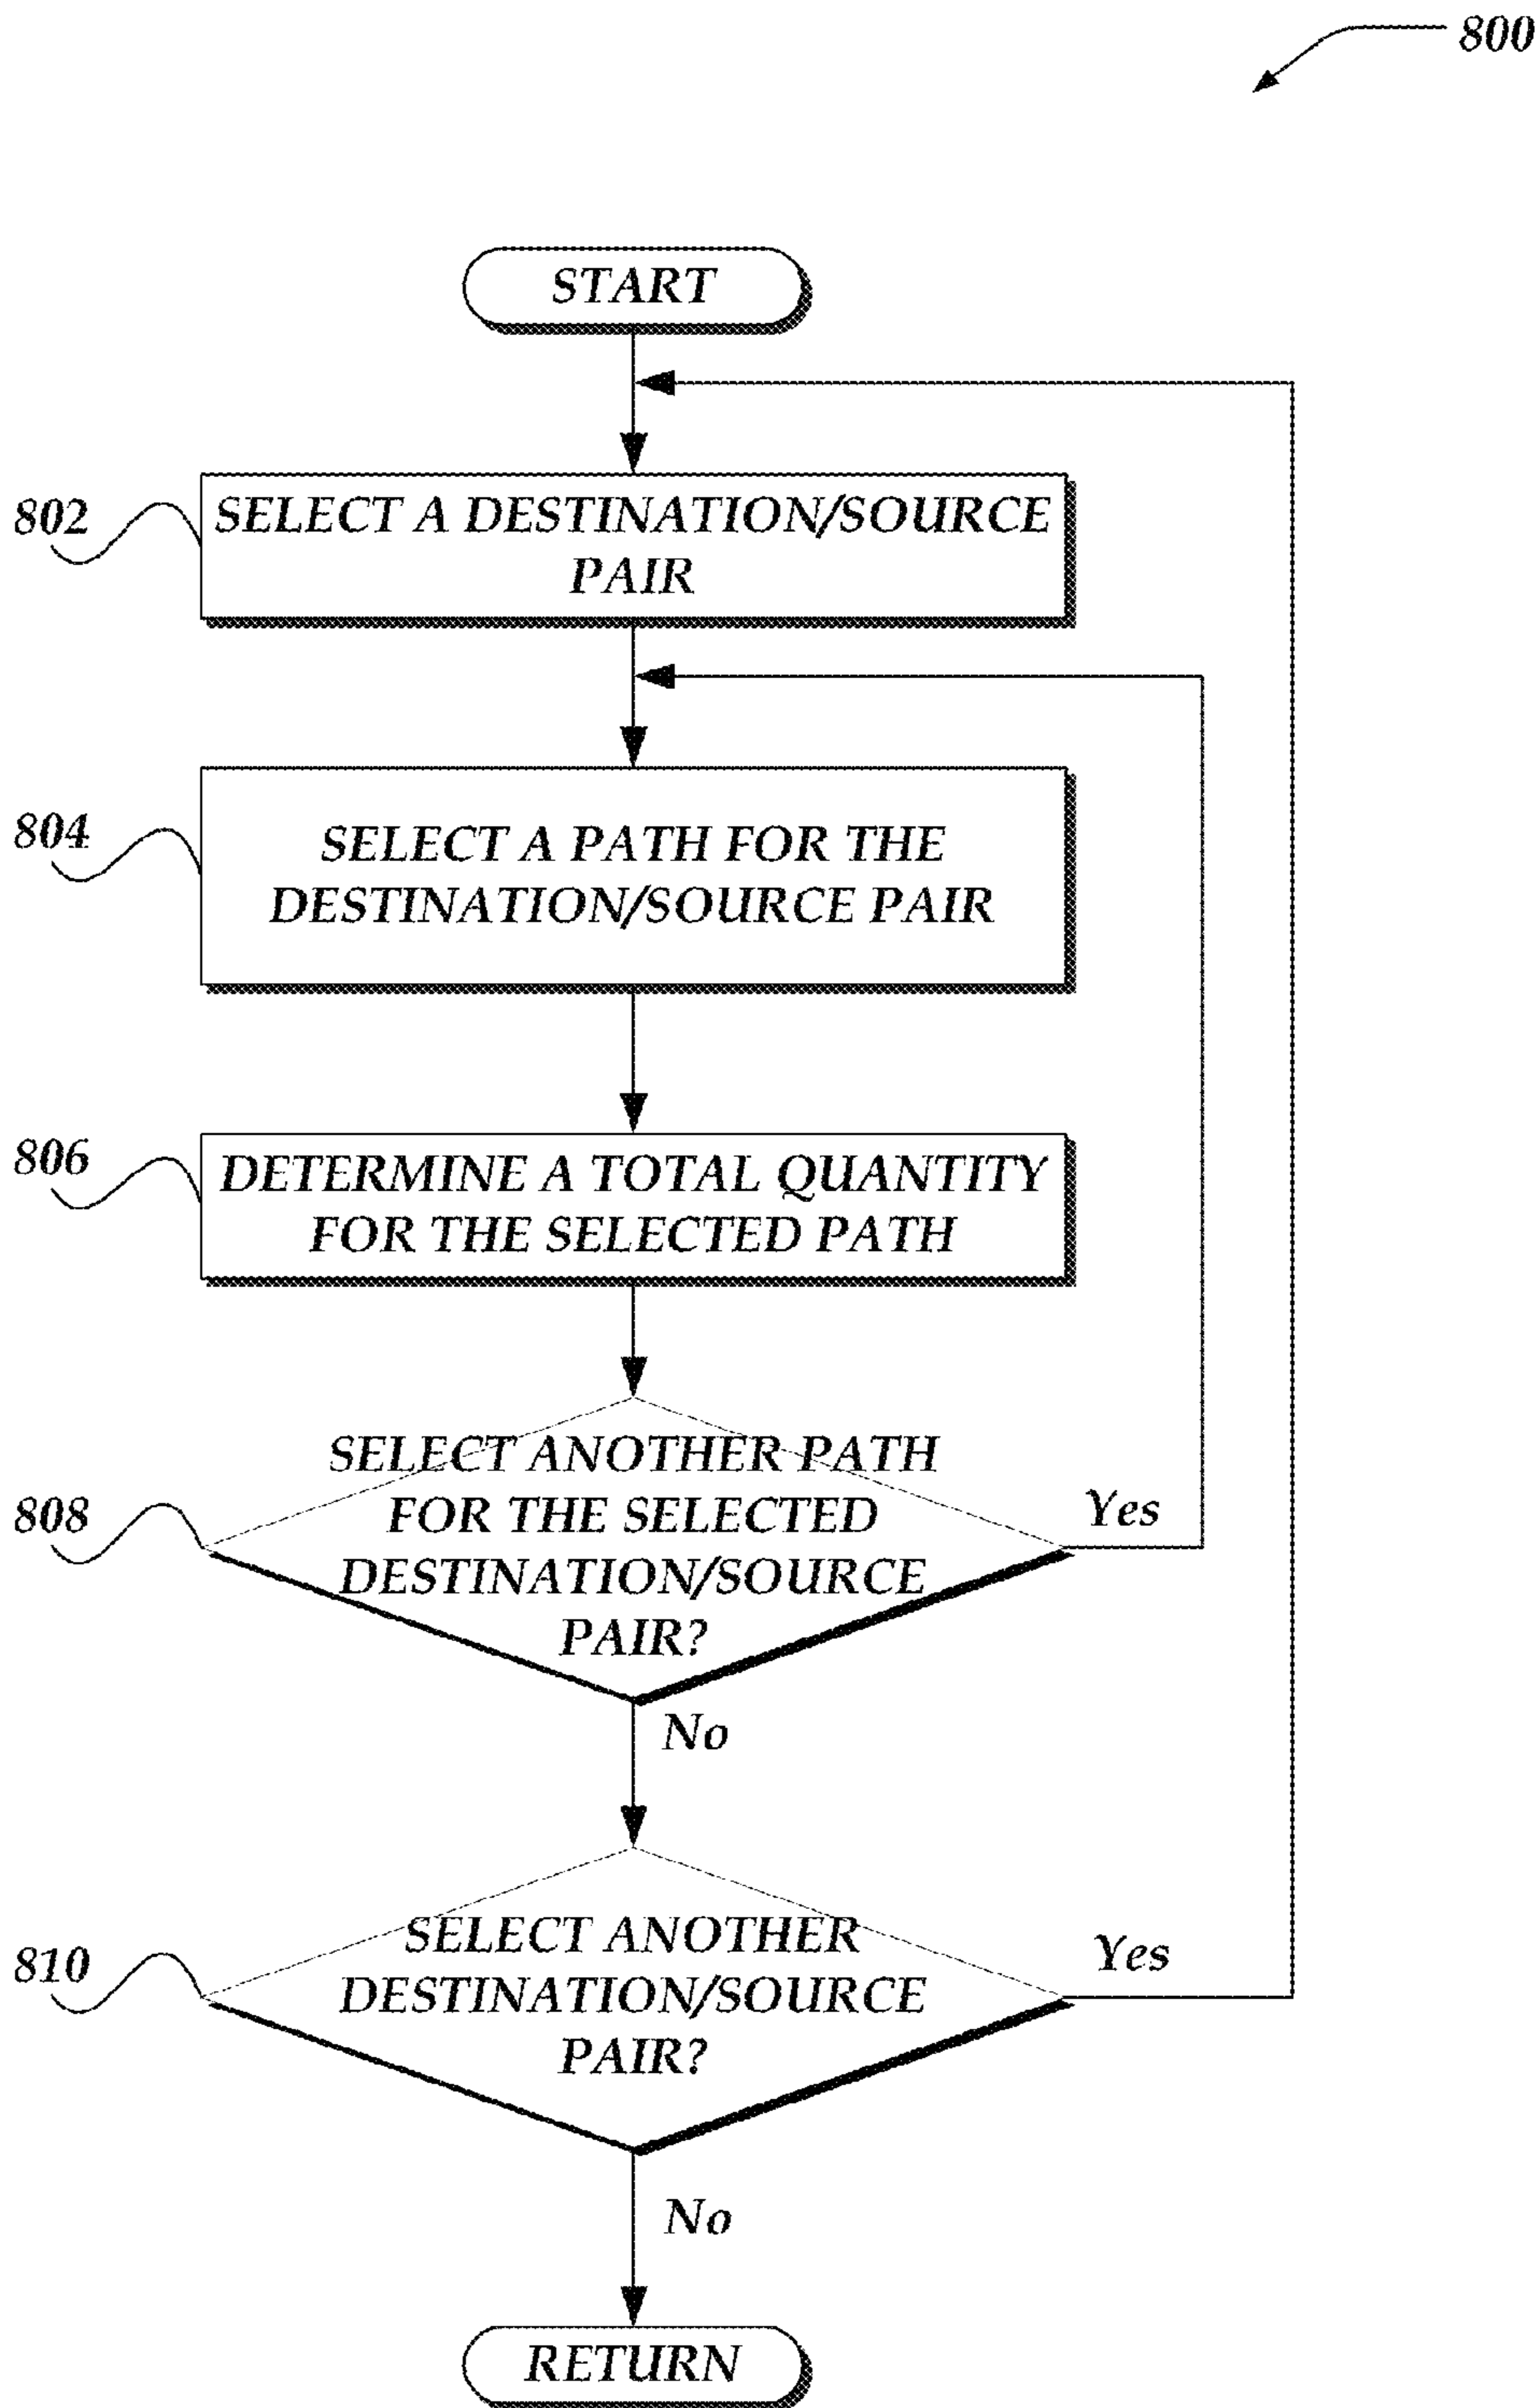 800
START
802
SELECT A DESTINATION/SOURCE
PAIR
804
SELECT A PATH FOR THE
DESTINATION/SOURCE PAIR
806
DETERMINE A TOTAL QUANTITY
FOR THE SELECTED PATH
808
SELECT ANOTHER PATH
FOR THE SELECTED
DESTINATION/SOURCE
PAIR?
Yes
No
810
SELECT ANOTHER
DESTINATION/SOURCE
PAIR?
Yes
No
RETURN